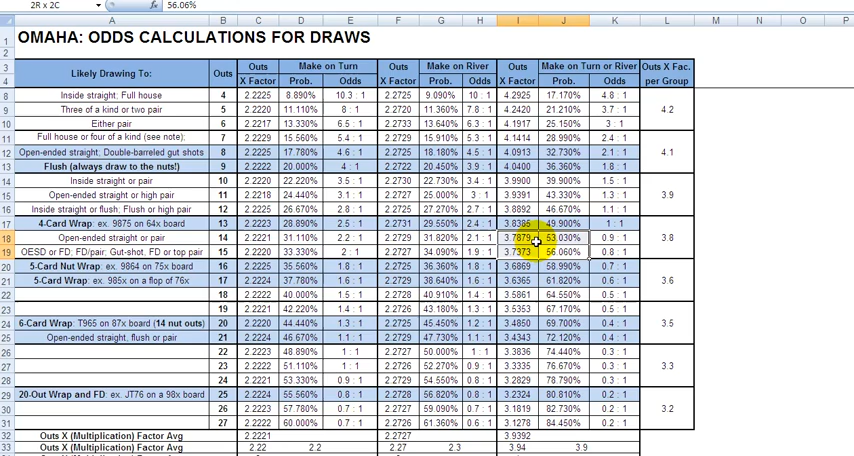 2R x 2C fx 56.06%
A B C D E F G H I J K L M N O P
1 OMAHA: ODDS CALCULATIONS FOR DRAWS
2
3 Likely Drawing To: Outs Outs Make on Turn Outs Make on River Outs Make on Turn or River Outs X Fac.
4 X Factor Prob. Odds X Factor Prob. Odds X Factor Prob. Odds per Group
8 Inside straight; Full house 4 2.2225 8.890% 10.3 : 1 2.2725 9.090% 10 : 1 4.2925 17.170% 4.8 : 1
9 Three of a kind or two pair 5 2.2220 11.110% 8 : 1 2.2720 11.360% 7.8 : 1 4.2420 21.210% 3.7 : 1 4.2
10 Either pair 6 2.2217 13.330% 6.5 : 1 2.2733 13.640% 6.3 : 1 4.1917 25.150% 3 : 1
11 Full house or four of a kind (see note); 7 2.2229 15.560% 5.4 : 1 2.2729 15.910% 5.3 : 1 4.1414 28.990% 2.4 : 1
12 Open-ended straight; Double-barreled gut shots 8 2.2225 17.780% 4.6 : 1 2.2725 18.180% 4.5 : 1 4.0913 32.730% 2.1 : 1 4.1
13 Flush (always draw to the nuts!) 9 2.2222 20.000% 4 : 1 2.2722 20.450% 3.9 : 1 4.0400 36.360% 1.8 : 1
14 Inside straight or pair 10 2.2220 22.220% 3.5 : 1 2.2730 22.730% 3.4 : 1 3.9900 39.900% 1.5 : 1
15 Open-ended straight or high pair 11 2.2218 24.440% 3.1 : 1 2.2727 25.000% 3 : 1 3.9391 43.330% 1.3 : 1 3.9
16 Inside straight or flush; Flush or high pair 12 2.2225 26.670% 2.8 : 1 2.2725 27.270% 2.7 : 1 3.8892 46.670% 1.1 : 1
17 4-Card Wrap: ex. 9875 on 64x board 13 2.2223 28.890% 2.5 : 1 2.2731 29.550% 2.4 : 1 3.8385 49.900% 1 : 1
18 Open-ended straight or pair 14 2.2221 31.110% 2.2 : 1 2.2729 31.820% 2.1 : 1 3.7879 53.030% 0.9 : 1 3.8
19 OESD or FD; FD/pair; Gut-shot, FD or top pair 15 2.2220 33.330% 2 : 1 2.2727 34.090% 1.9 : 1 3.7373 56.060% 0.8 : 1
20 5-Card Nut Wrap: ex. 9864 on 75x board 16 2.2225 35.560% 1.8 : 1 2.2725 36.360% 1.8 : 1 3.6869 58.990% 0.7 : 1
21 5-Card Wrap: ex. 985x on a flop of 76x 17 2.2224 37.780% 1.6 : 1 2.2729 38.640% 1.6 : 1 3.6365 61.820% 0.6 : 1 3.6
22 18 2.2222 40.000% 1.5 : 1 2.2728 40.910% 1.4 : 1 3.5861 64.550% 0.5 : 1
23 19 2.2221 42.220% 1.4 : 1 2.2726 43.180% 1.3 : 1 3.5353 67.170% 0.5 : 1
24 6-Card Wrap: T965 on 87x board (14 nut outs) 20 2.2220 44.440% 1.3 : 1 2.2725 45.450% 1.2 : 1 3.4850 69.700% 0.4 : 1 3.5
25 Open-ended straight, flush or pair 21 2.2224 46.670% 1.1 : 1 2.2729 47.730% 1.1 : 1 3.4343 72.120% 0.4 : 1
26 22 2.2223 48.890% 1 : 1 2.2727 50.000% 1 : 1 3.3836 74.440% 0.3 : 1
27 23 2.2222 51.110% 1 : 1 2.2726 52.270% 0.9 : 1 3.3335 76.670% 0.3 : 1 3.3
28 24 2.2221 53.330% 0.9 : 1 2.2729 54.550% 0.8 : 1 3.2829 78.790% 0.3 : 1
29 20-Out Wrap and FD: ex. JT76 on a 98x board 25 2.2224 55.560% 0.8 : 1 2.2728 56.820% 0.8 : 1 3.2324 80.810% 0.2 : 1
30 26 2.2223 57.780% 0.7 : 1 2.2727 59.090% 0.7 : 1 3.1819 82.730% 0.2 : 1 3.2
31 27 2.2222 60.000% 0.7 : 1 2.2726 61.360% 0.6 : 1 3.1278 84.450% 0.2 : 1
32 Outs X (Multiplication) Factor Avg 2.2221 2.2727 3.9392
33 Outs X (Multiplication) Factor Avg 2.22 2.2 2.27 2.3 3.94 3.9